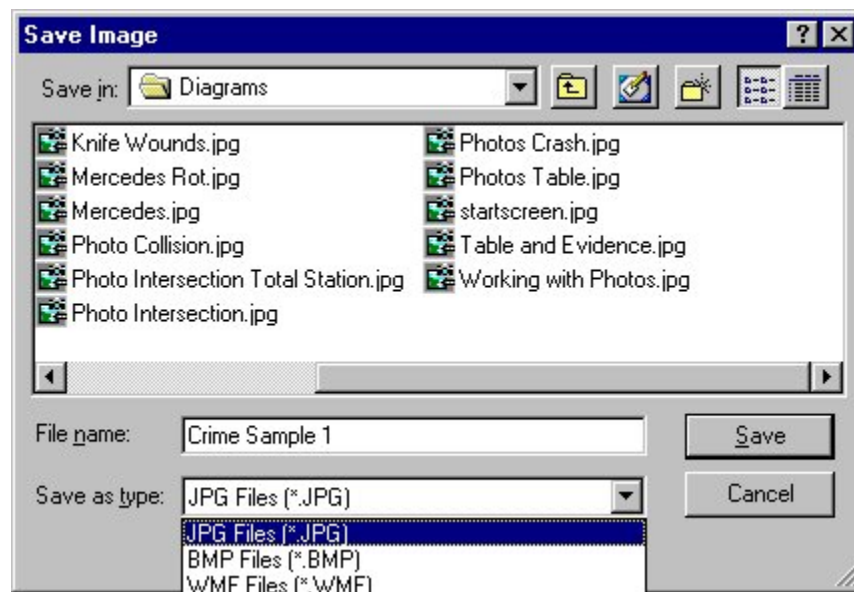 Save Image
Save in: Diagrams
Knife Wounds.jpg
Mercedes Rot.jpg
Mercedes.jpg
Photo Collision.jpg
Photo Intersection Total Station.jpg
Photo Intersection.jpg
Photos Crash.jpg
Photos Table.jpg
startscreen.jpg
Table and Evidence.jpg
Working with Photos.jpg
File name: Crime Sample 1
Save
Save as type: JPG Files (*.JPG)
Cancel
JPG Files (*.JPG)
BMP Files (*.BMP)
WMF Files (*.WMF)